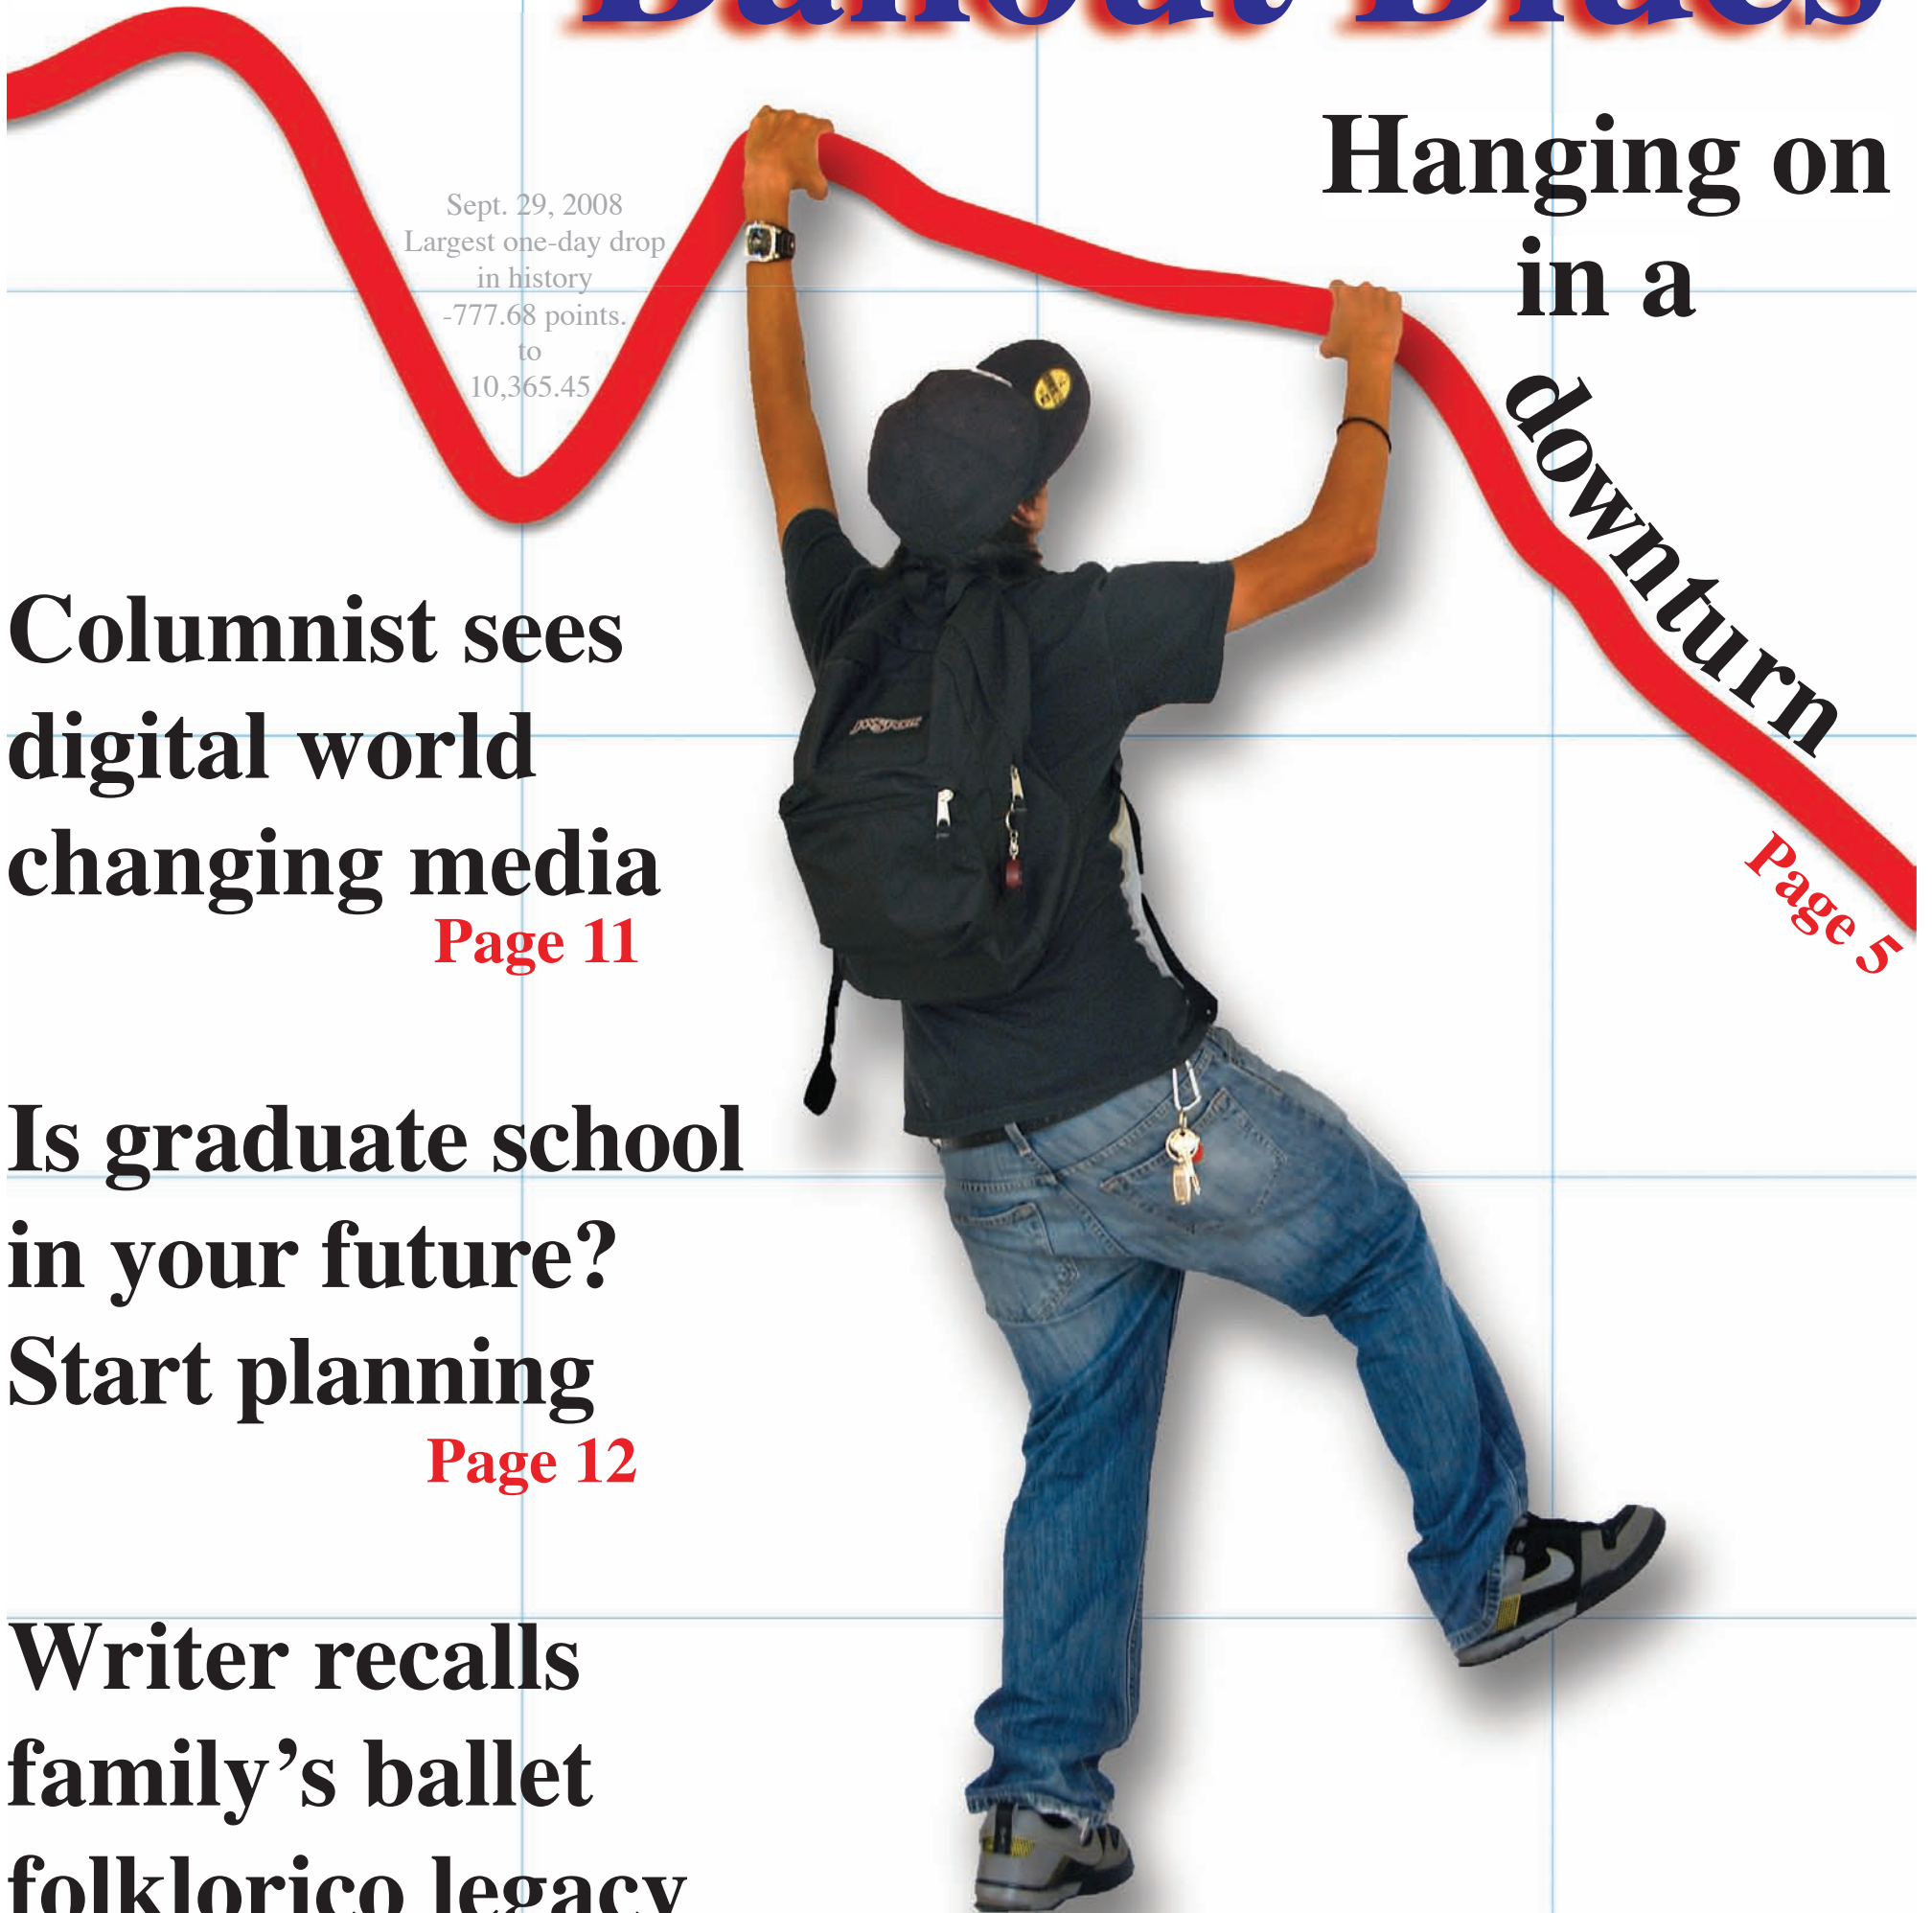 Bailout Blues
Hanging on
in a
downturn
Page 5
Sept. 29, 2008
Largest one-day drop
in history
-777.68 points.
to
10,365.45
Columnist sees
digital world
changing media
Page 11
Is graduate school
in your future?
Start planning
Page 12
Writer recalls
family’s ballet
folklorico legacy